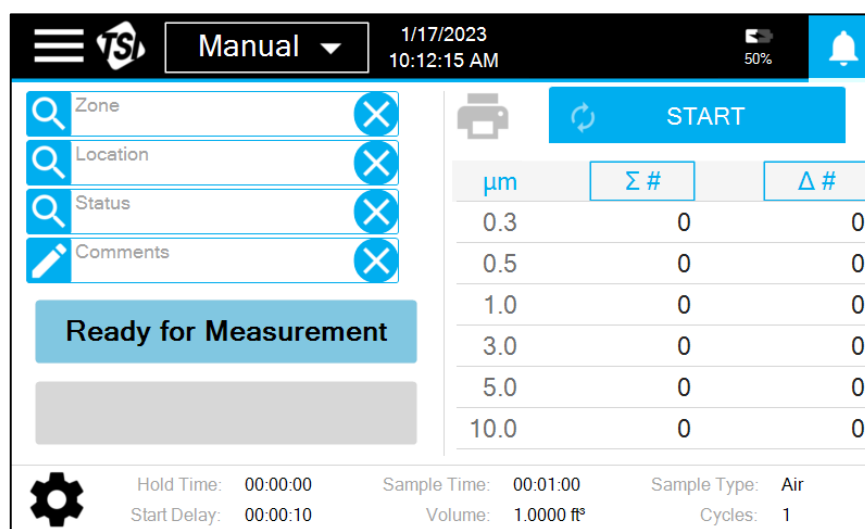 TSI Manual 1/17/2023
10:12:15 AM 50%
Zone
Location
Status
Comments
Ready for Measurement
START
µm Σ # Δ #
0.3 0 0
0.5 0 0
1.0 0 0
3.0 0 0
5.0 0 0
10.0 0 0
Hold Time: 00:00:00 Sample Time: 00:01:00 Sample Type: Air
Start Delay: 00:00:10 Volume: 1.0000 ft³ Cycles: 1